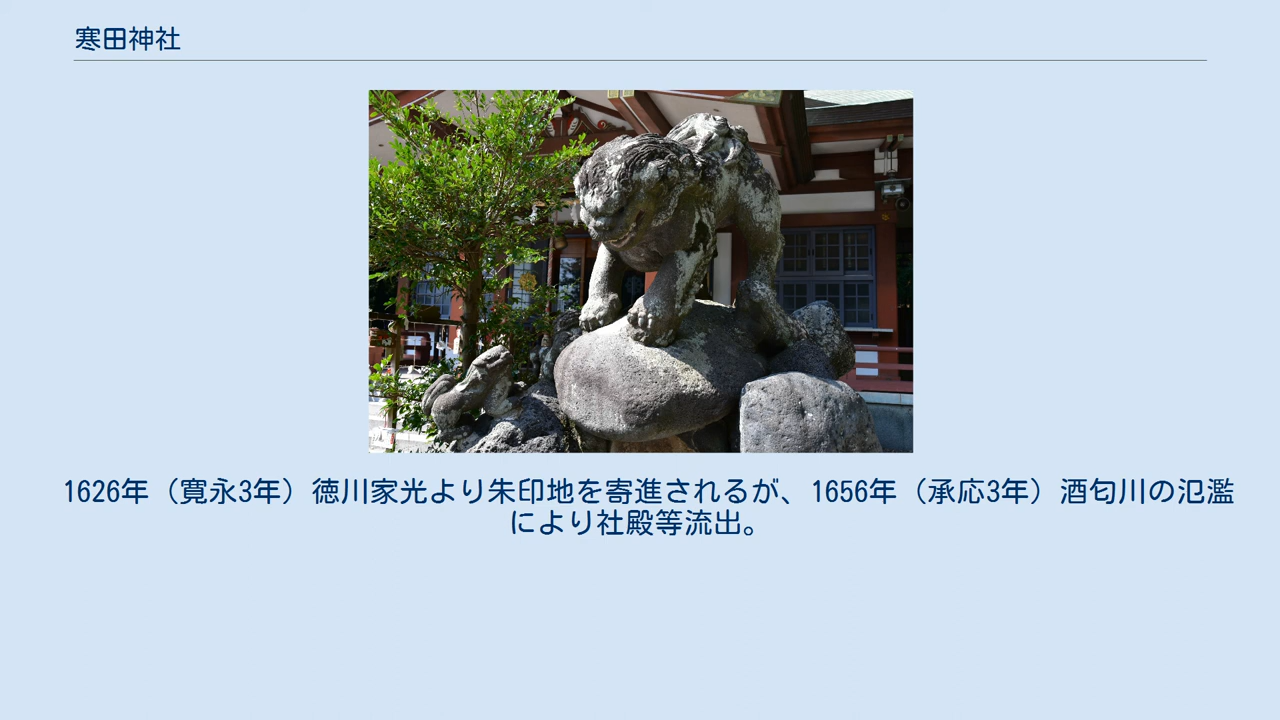 寒田神社
1626年（寛永3年）徳川家光より朱印地を寄進されるが、1656年（承応3年）酒匂川の氾濫
により社殿等流出。